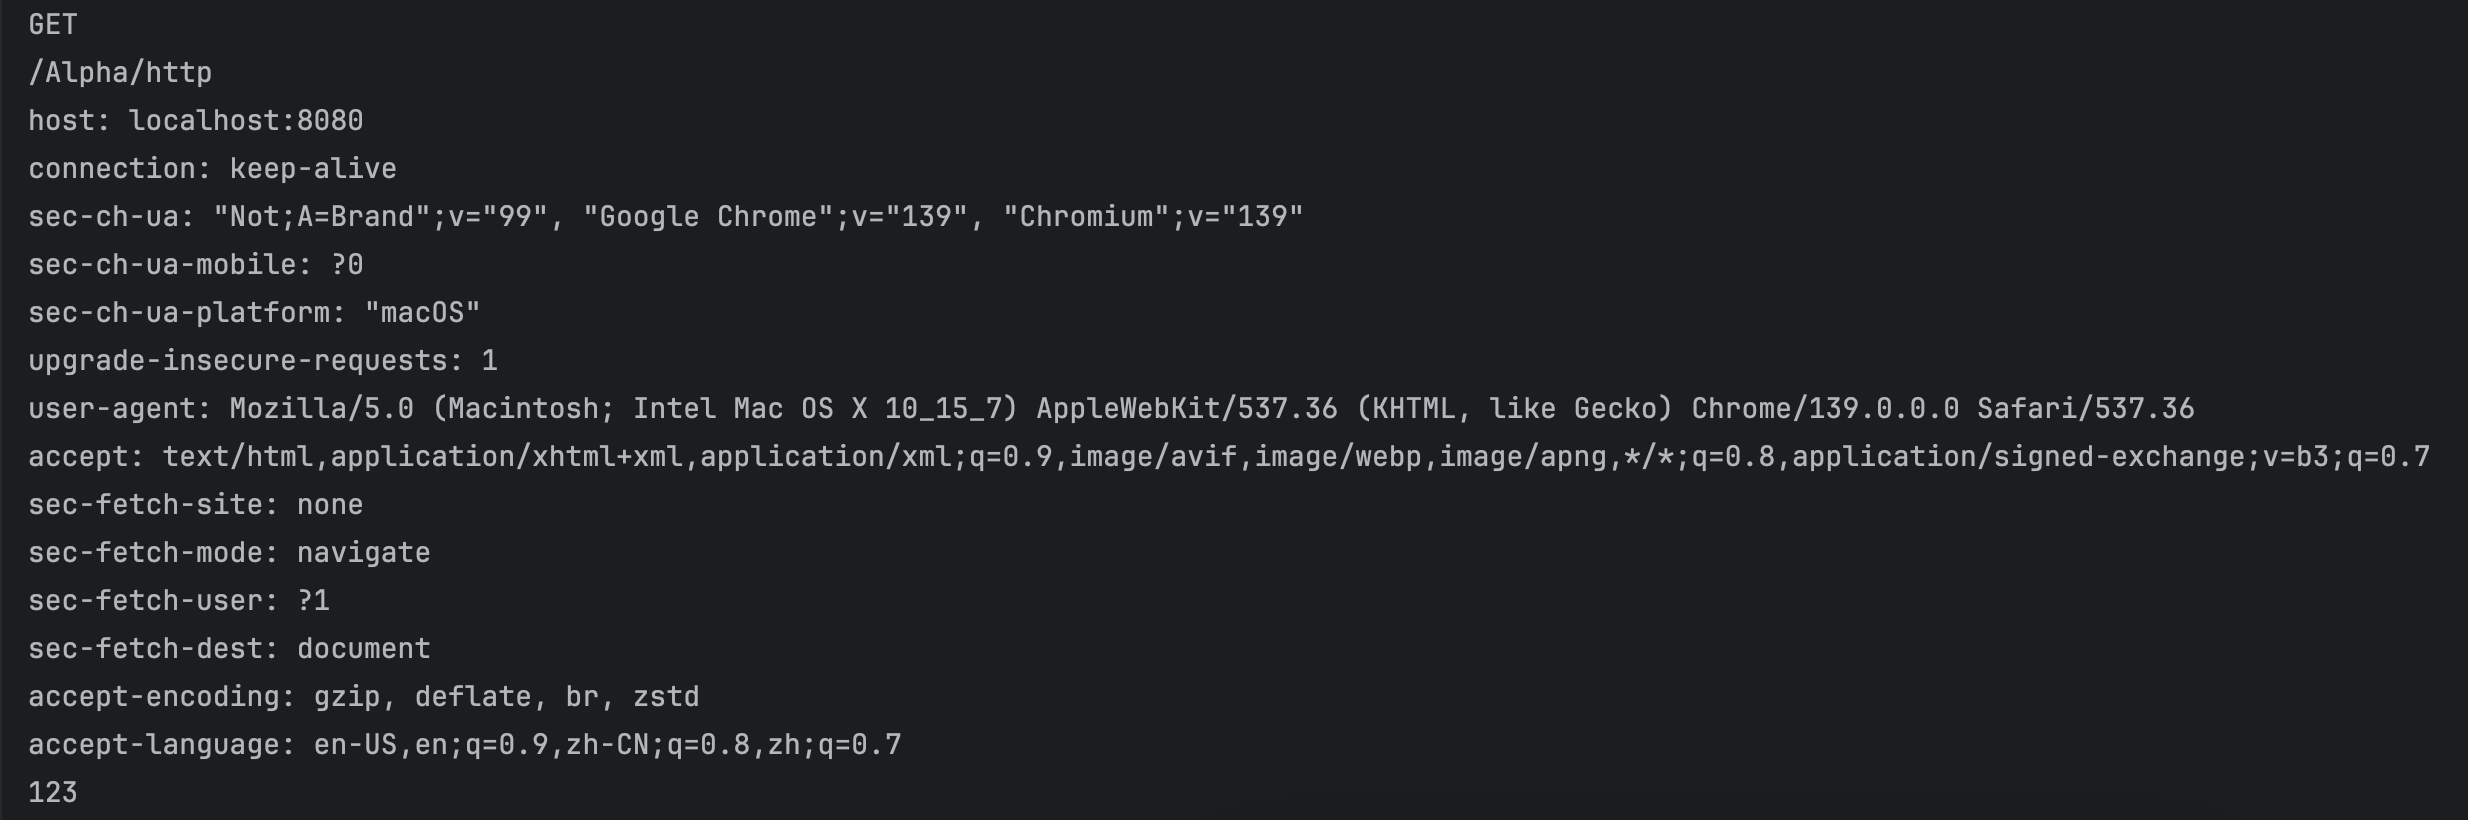 GET
/Alpha/http
host: localhost:8080
connection: keep-alive
sec-ch-ua: "Not;A=Brand";v="99", "Google Chrome";v="139", "Chromium";v="139"
sec-ch-ua-mobile: ?0
sec-ch-ua-platform: "macOS"
upgrade-insecure-requests: 1
user-agent: Mozilla/5.0 (Macintosh; Intel Mac OS X 10_15_7) AppleWebKit/537.36 (KHTML, like Gecko) Chrome/139.0.0.0 Safari/537.36
accept: text/html,application/xhtml+xml,application/xml;q=0.9,image/avif,image/webp,image/apng,*/*;q=0.8,application/signed-exchange;v=b3;q=0.7
sec-fetch-site: none
sec-fetch-mode: navigate
sec-fetch-user: ?1
sec-fetch-dest: document
accept-encoding: gzip, deflate, br, zstd
accept-language: en-US,en;q=0.9,zh-CN;q=0.8,zh;q=0.7
123